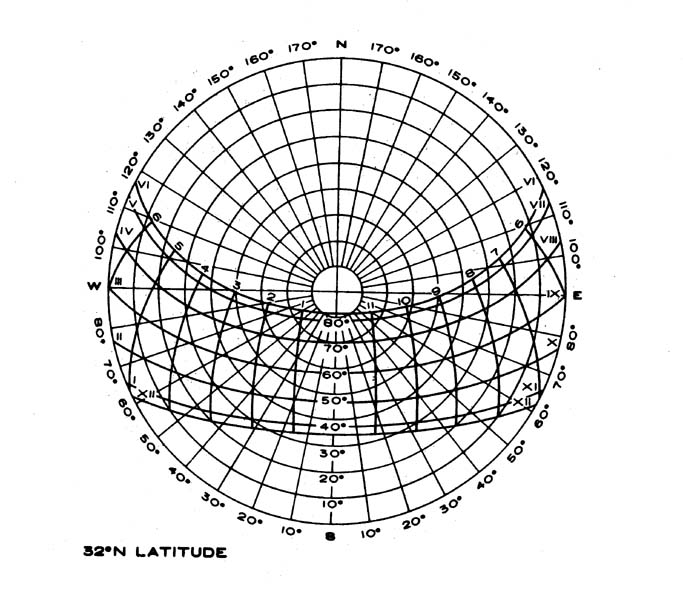 N
170° 170°
160° 160°
150° 150°
140° 140°
130° 130°
120° 120°
VI VI
110° V VII 110°
6 6
IV VIII
100° 5 7 100°
4 8
3 9
W III IX E
2 1 11 10
80°
80° II X 80°
70°
70° I XI 70°
60°
60° XII XII 60°
50°
40°
50° 30° 50°
40° 20° 40°
30° 10° 30°
20° 20°
10° 10°
S
32°N LATITUDE